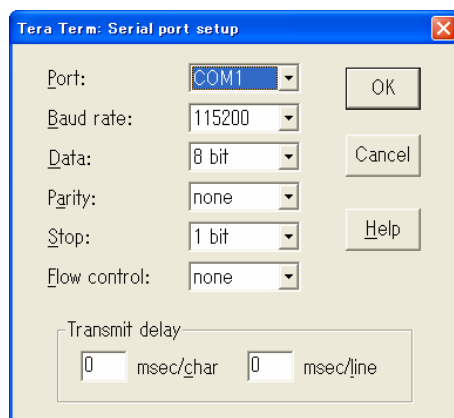 Tera Term: Serial port setup
Port: COM1 OK
Baud rate: 115200
Data: 8 bit Cancel
Parity: none
Stop: 1 bit Help
Flow control: none
Transmit delay
0 msec/char 0 msec/line